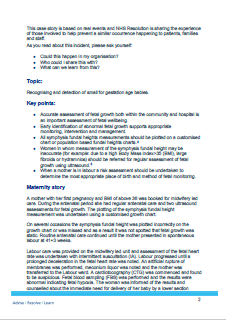 This case story is based on real events and NHS Resolution is sharing the experience
of those involved to help prevent a similar occurrence happening to patients, families
and staff.
As you read about this incident, please ask yourself:
• Could this happen in my organisation?
• Who could I share this with?
• What can we learn from this?
Topic:
Recognising and detection of small for gestation age babies.
Key points:
• Accurate assessment of fetal growth both within the community and hospital is
an important assessment of fetal wellbeing.
• Early identification of abnormal fetal growth supports appropriate
monitoring, intervention and management.
• All symphysis fundal heights measurements should be plotted on a customised
chart or population based fundal heights charts.
• Women in whom measurement of the symphysis fundal height may be
inaccurate (for example: due to a high Body Mass Index >35 (BMI), large
fibroids or hydramnios) should be referred for regular assessment of fetal
growth using ultrasound.
• When a mother is in labour a risk assessment should be undertaken to
determine the most appropriate place of birth and method of fetal monitoring.
Maternity story
A mother with her first pregnancy and BMI of above 35 was booked for midwifery led
care. During the antenatal period she had regular antenatal care and two ultrasound
assessments for fetal growth. The plotting of the symphysis fundal height
measurement was undertaken using a customised growth chart.
On several occasions the symphysis fundal height was plotted incorrectly on the
growth chart or was missed and as a result it was not spotted that fetal growth was
static. Routine antenatal care continued until the mother presented in spontaneous
labour at 41+3 weeks.
Labour care was provided on the midwifery led unit and assessment of the fetal heart
rate was undertaken with intermittent auscultation (IA). Labour progressed until a
prolonged deceleration in the fetal heart rate was noted. An artificial rupture of
membranes was performed, meconium liquor was noted and the mother was
transferred to the Labour ward. A cardiotocography (CTG) was commenced and found
to be suspicious. Fetal blood sampling (FBS) was performed and the results were
abnormal indicating fetal hypoxia. The woman was informed of the results and
counselled about the immediate need for delivery of her baby by a lower section
2
Advise / Resolve / Learn